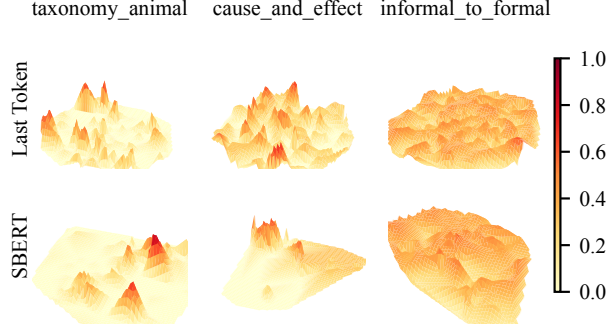 taxonomy_animal cause_and_effect informal_to_formal
Last Token
SBERT
1.0
0.8
0.6
0.4
0.2
0.0